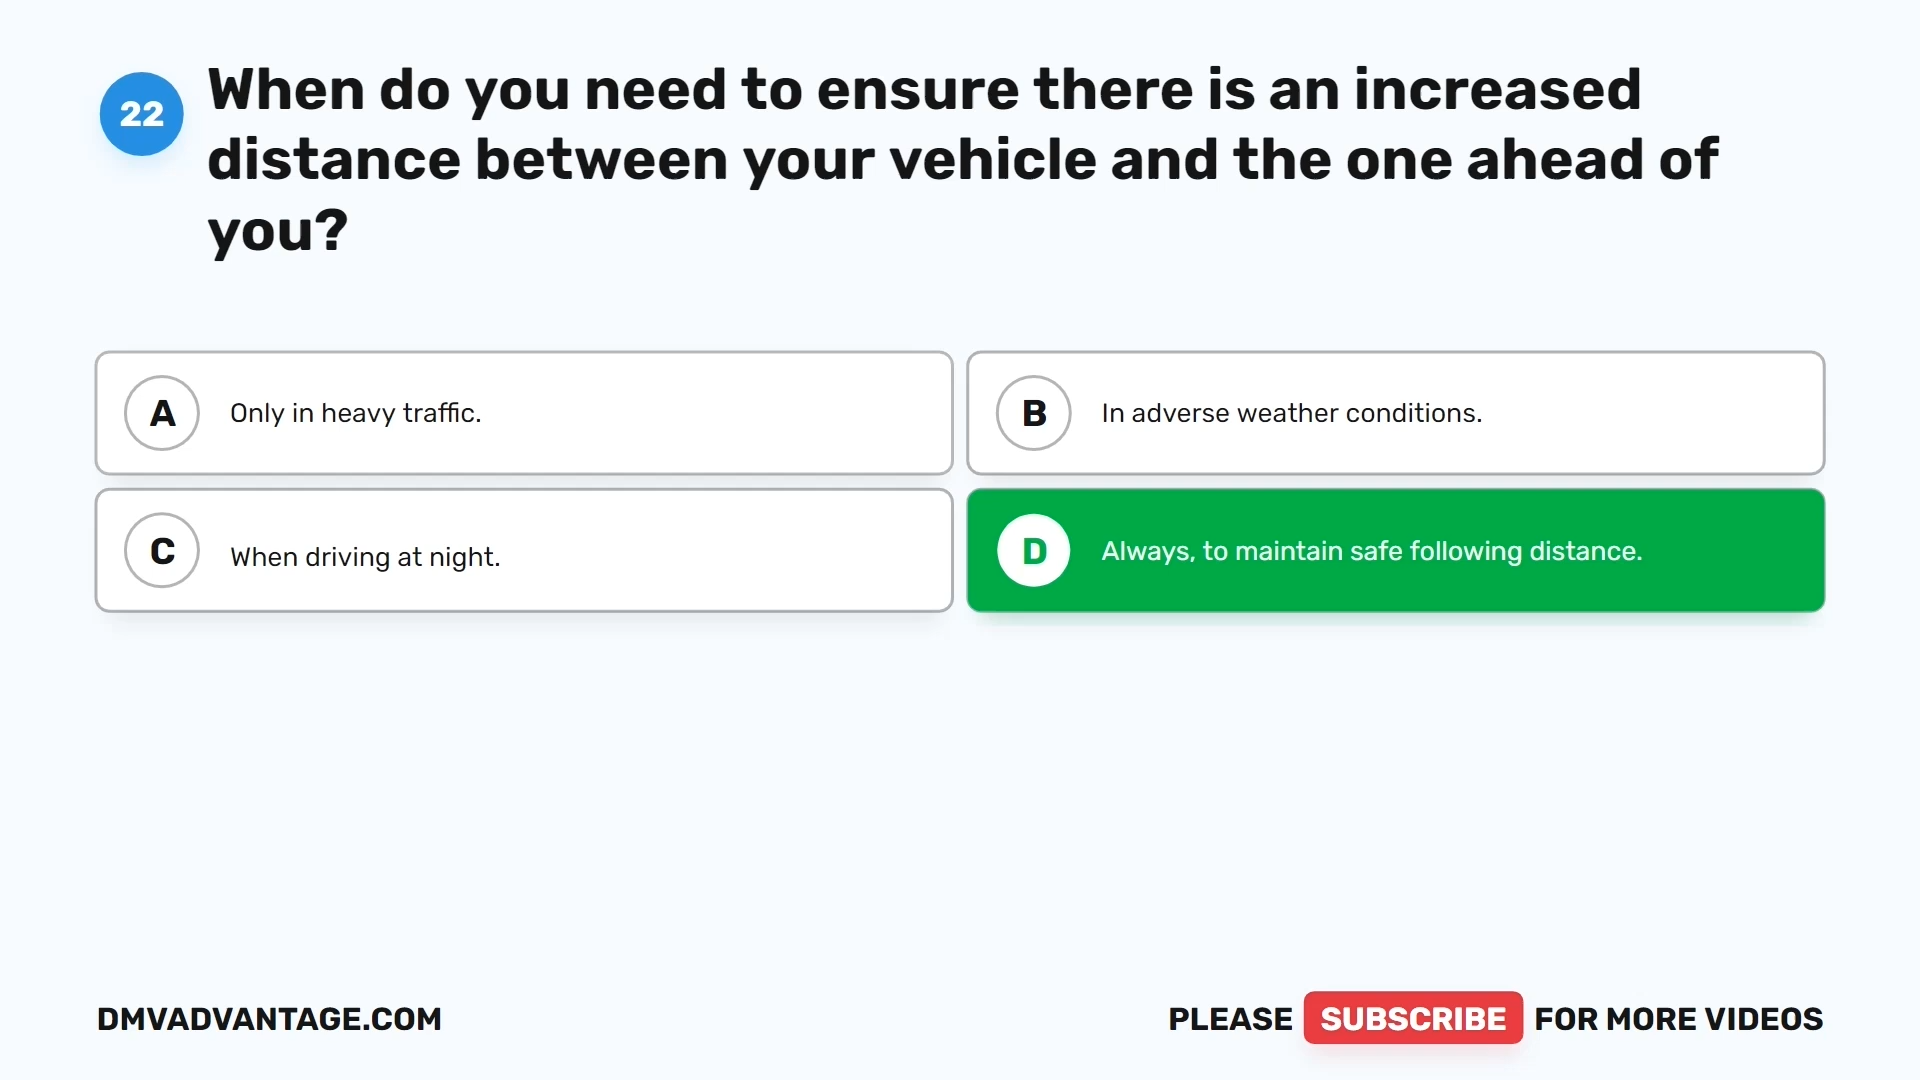 22
When do you need to ensure there is an increased
distance between your vehicle and the one ahead of
you?
A
Only in heavy traffic.
B
In adverse weather conditions.
C
When driving at night.
D
Always, to maintain safe following distance.
DMVADVANTAGE.COM
PLEASE SUBSCRIBE FOR MORE VIDEOS